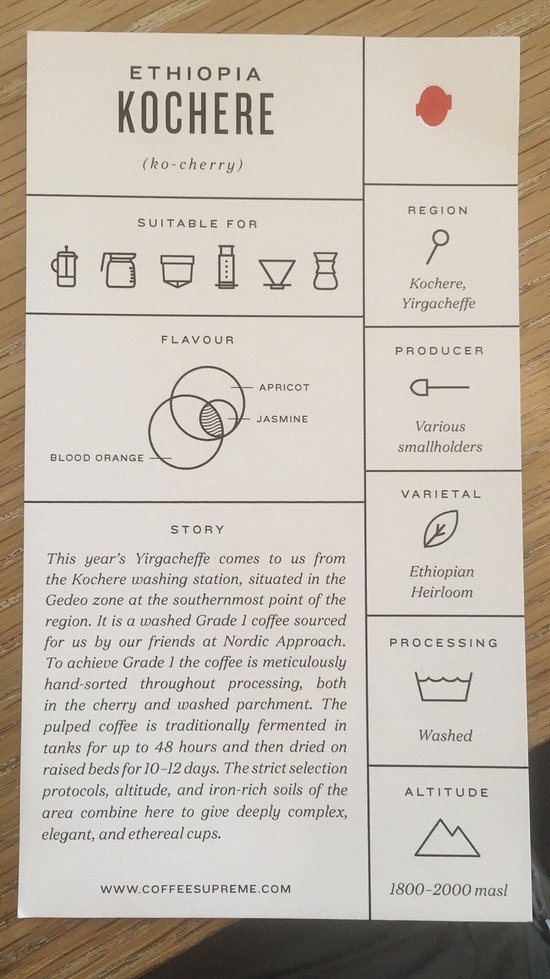 ETHIOPIA
KOCHERE
(ko-cherry)
SUITABLE FOR
FLAVOUR
APRICOT
JASMINE
BLOOD ORANGE
STORY
This year's Yirgacheffe comes to us from
the Kochere washing station, situated in the
Gedeo zone at the southernmost point of the
region. It is a washed Grade 1 coffee sourced
for us by our friends at Nordic Approach.
To achieve Grade 1 the coffee is meticulously
hand-sorted throughout processing, both
in the cherry and washed parchment. The
pulped coffee is traditionally fermented in
tanks for up to 48 hours and then dried on
raised beds for 10–12 days. The strict selection
protocols, altitude, and iron-rich soils of the
area combine here to give deeply complex,
elegant, and ethereal cups.
WWW.COFFEESUPREME.COM
REGION
Kochere,
Yirgacheffe
PRODUCER
Various
smallholders
VARIETAL
Ethiopian
Heirloom
PROCESSING
Washed
ALTITUDE
1800–2000 masl